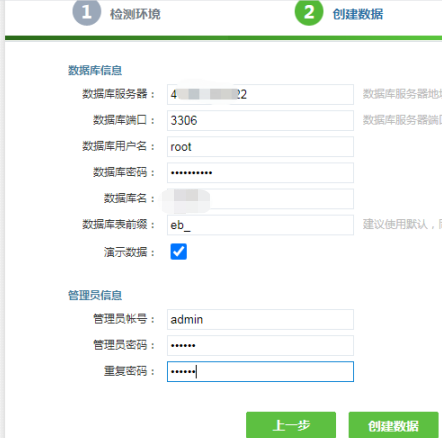 1 检测环境 2 创建数据
数据库信息
数据库服务器： 4 22 数据库服务器地
数据库端口： 3306 数据库服务器端
数据库用户名： root
数据库密码： ••••••••••
数据库名：
数据库表前缀： eb_ 建议使用默认，
演示数据：
管理员信息
管理员帐号： admin
管理员密码： ••••••
重复密码： ••••••
上一步 创建数据